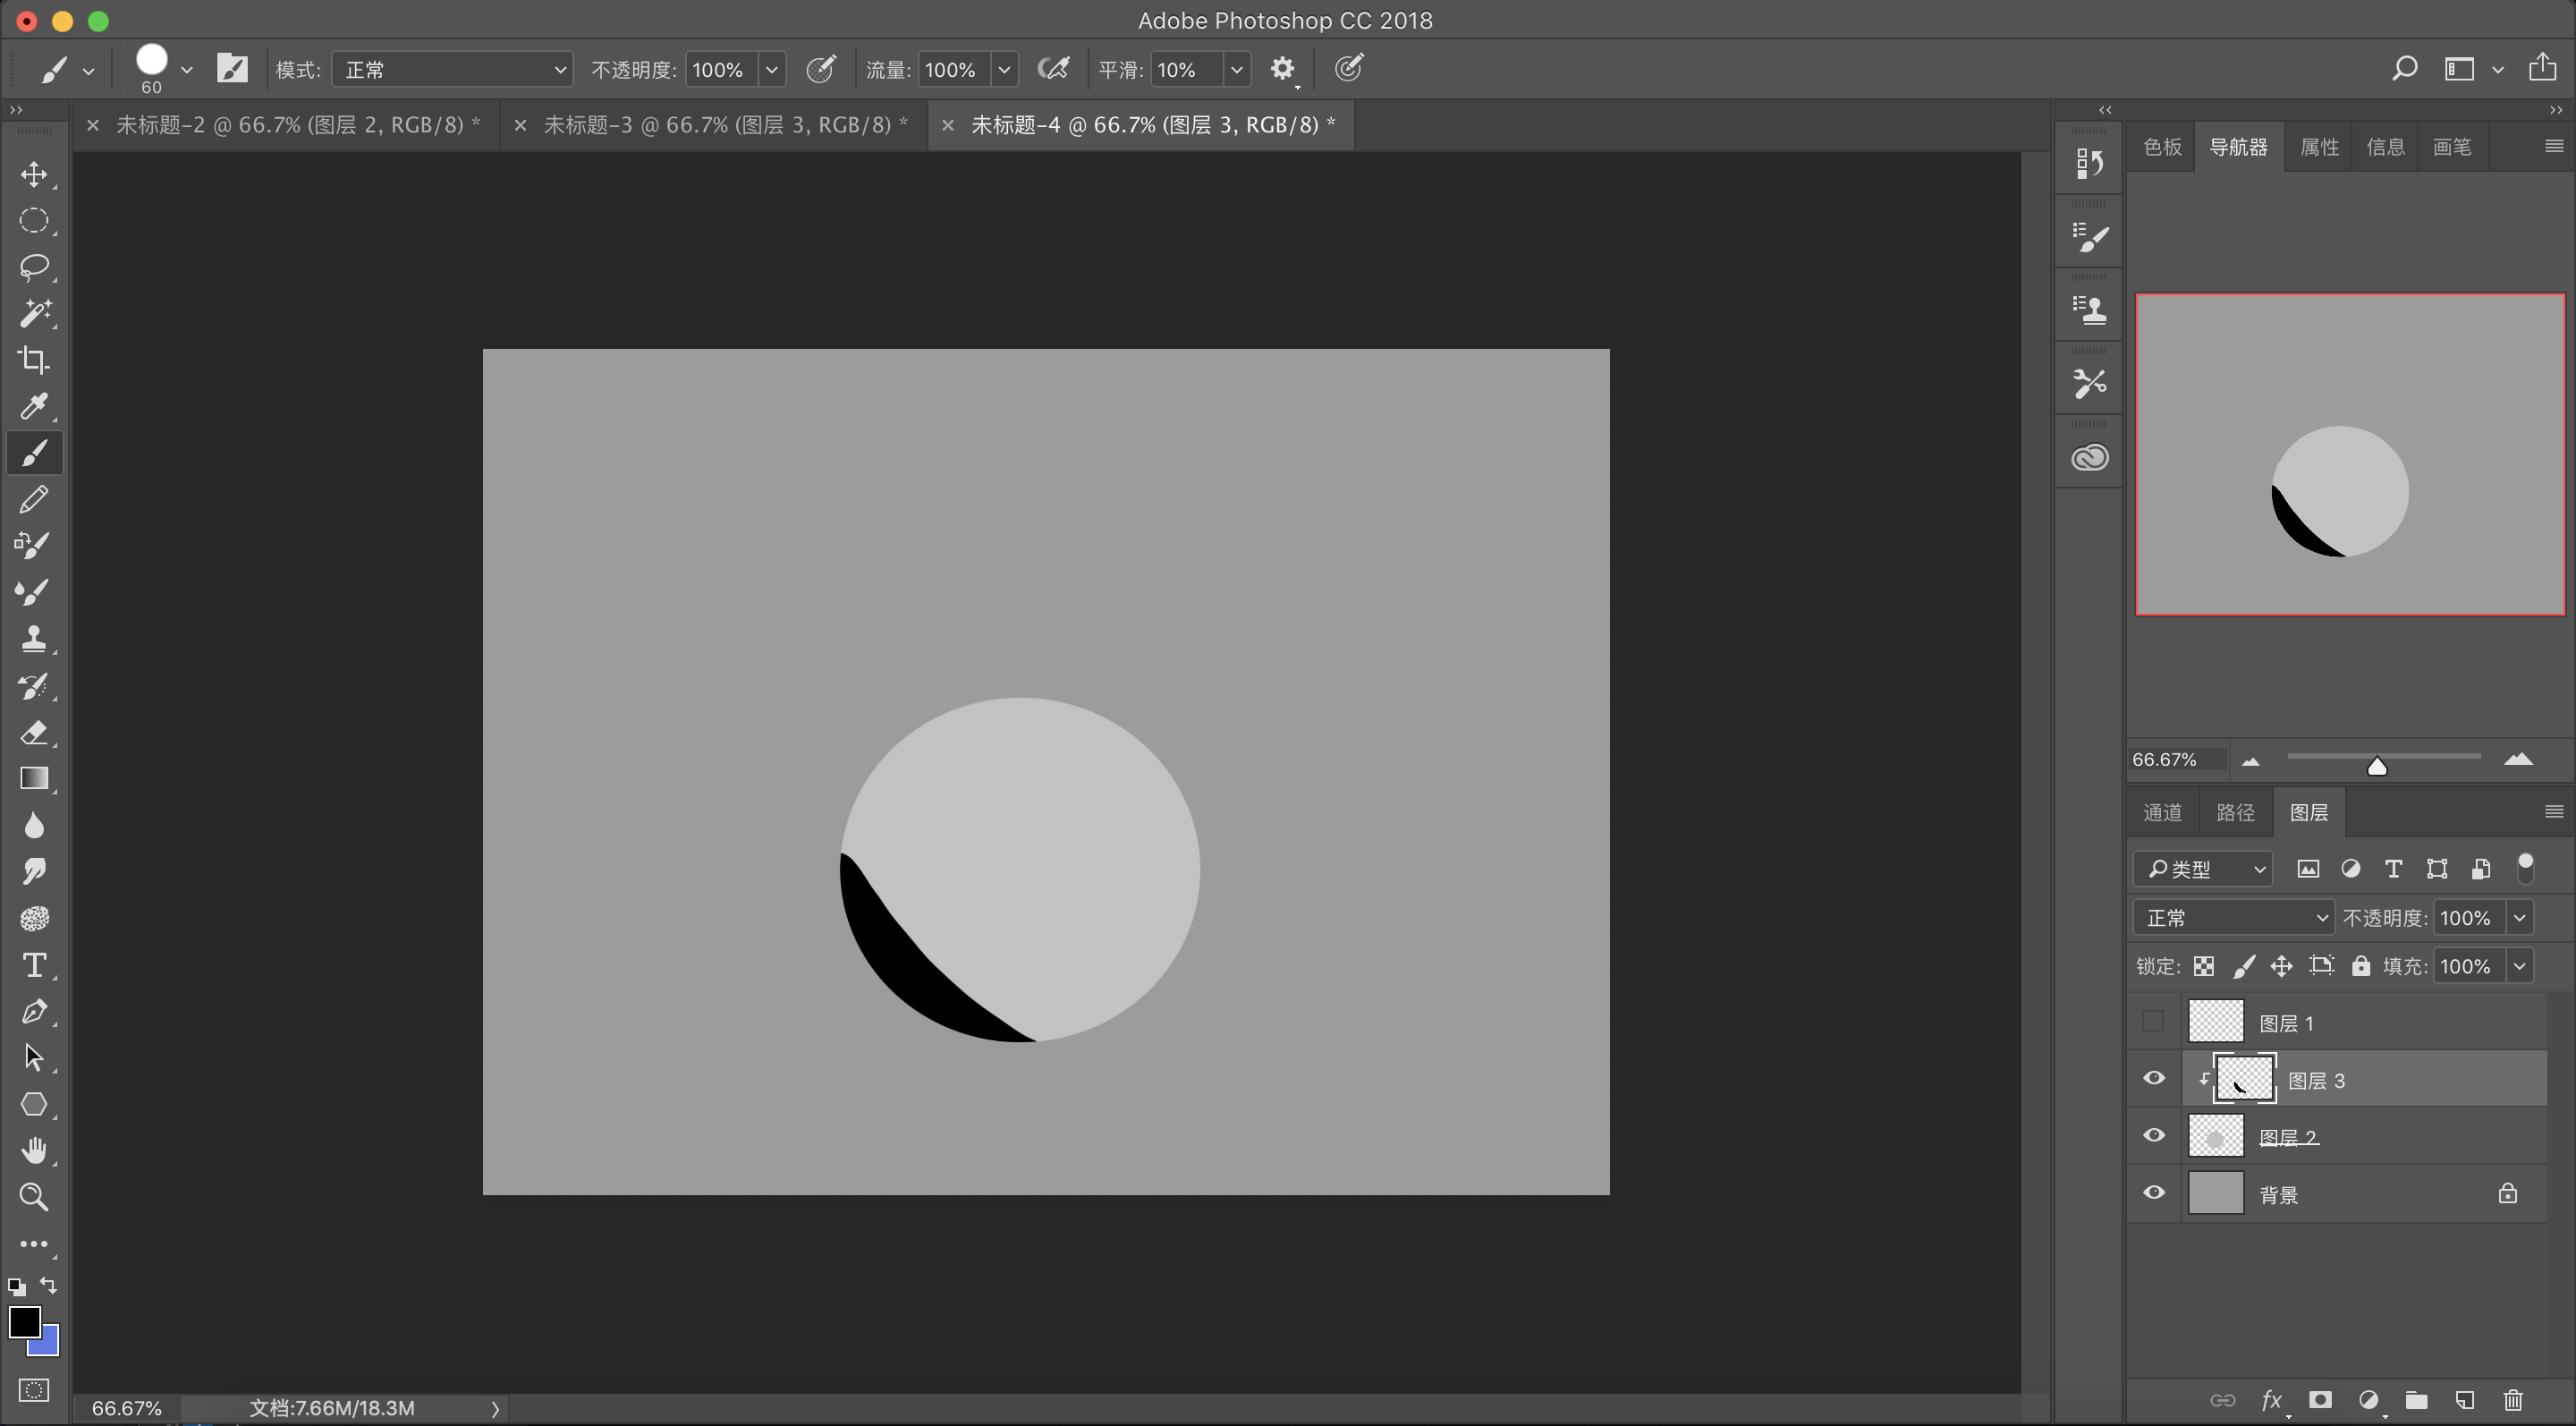 Adobe Photoshop CC 2018
60
模式: 正常 不透明度: 100% 流量: 100% 平滑: 10%
未标题-2 @ 66.7% (图层 2, RGB/8) *
未标题-3 @ 66.7% (图层 3, RGB/8) *
未标题-4 @ 66.7% (图层 3, RGB/8) *
色板 导航器 属性 信息 画笔
66.67%
通道 路径 图层
类型
正常 不透明度: 100%
锁定: 填充: 100%
图层 1
图层 3
图层 2
背景
fx
66.67% 文档:7.66M/18.3M